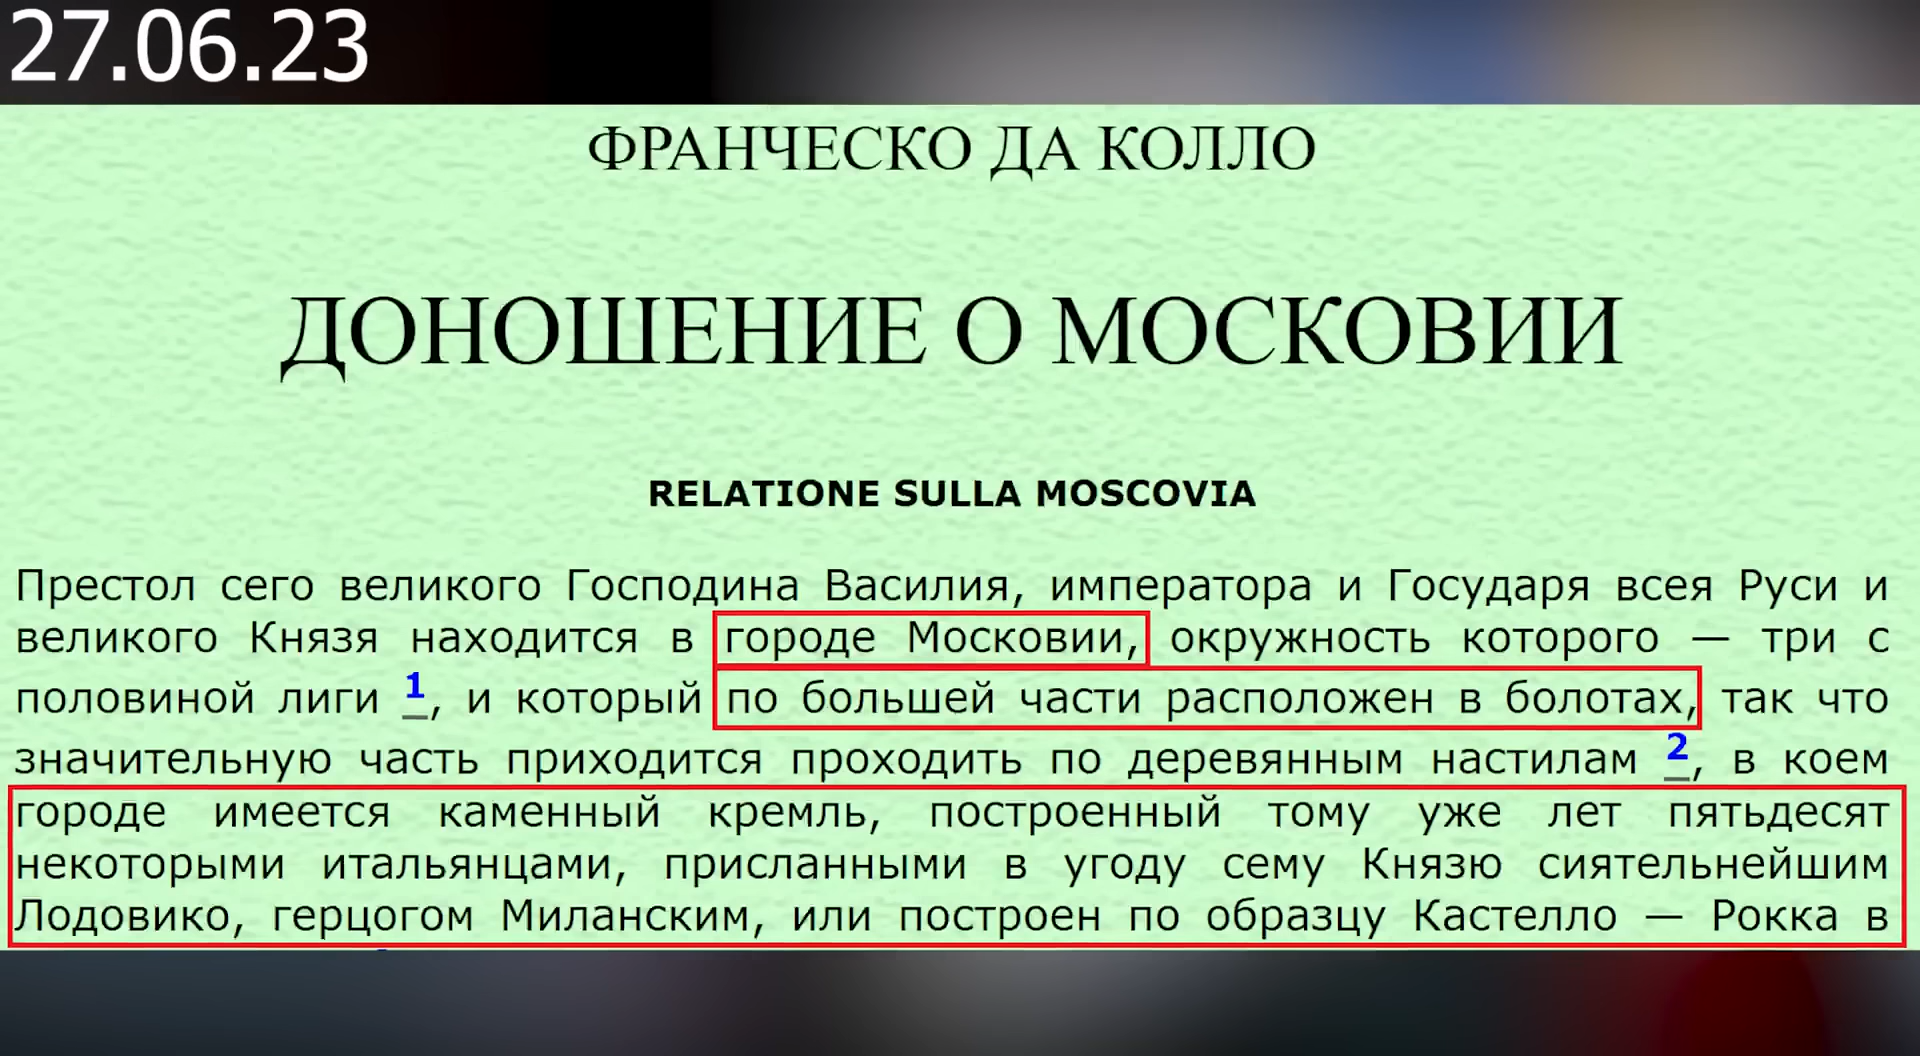 27.06.23
ФРАНЧЕСКО ДА КОЛЛО
ДОНОШЕНИЕ О МОСКОВИИ
RELATIONE SULLA MOSCOVIA
Престол сего великого Господина Василия, императора и Государя всея Руси и
великого Князя находится в городе Московии, окружность которого — три с
половиной лиги 1, и который по большей части расположен в болотах, так что
значительную часть приходится проходить по деревянным настилам 2, в коем
городе имеется каменный кремль, построенный тому уже лет пятьдесят
некоторыми итальянцами, присланными в угоду сему Князю сиятельнейшим
Лодовико, герцогом Миланским, или построен по образцу Кастелло — Рокка в